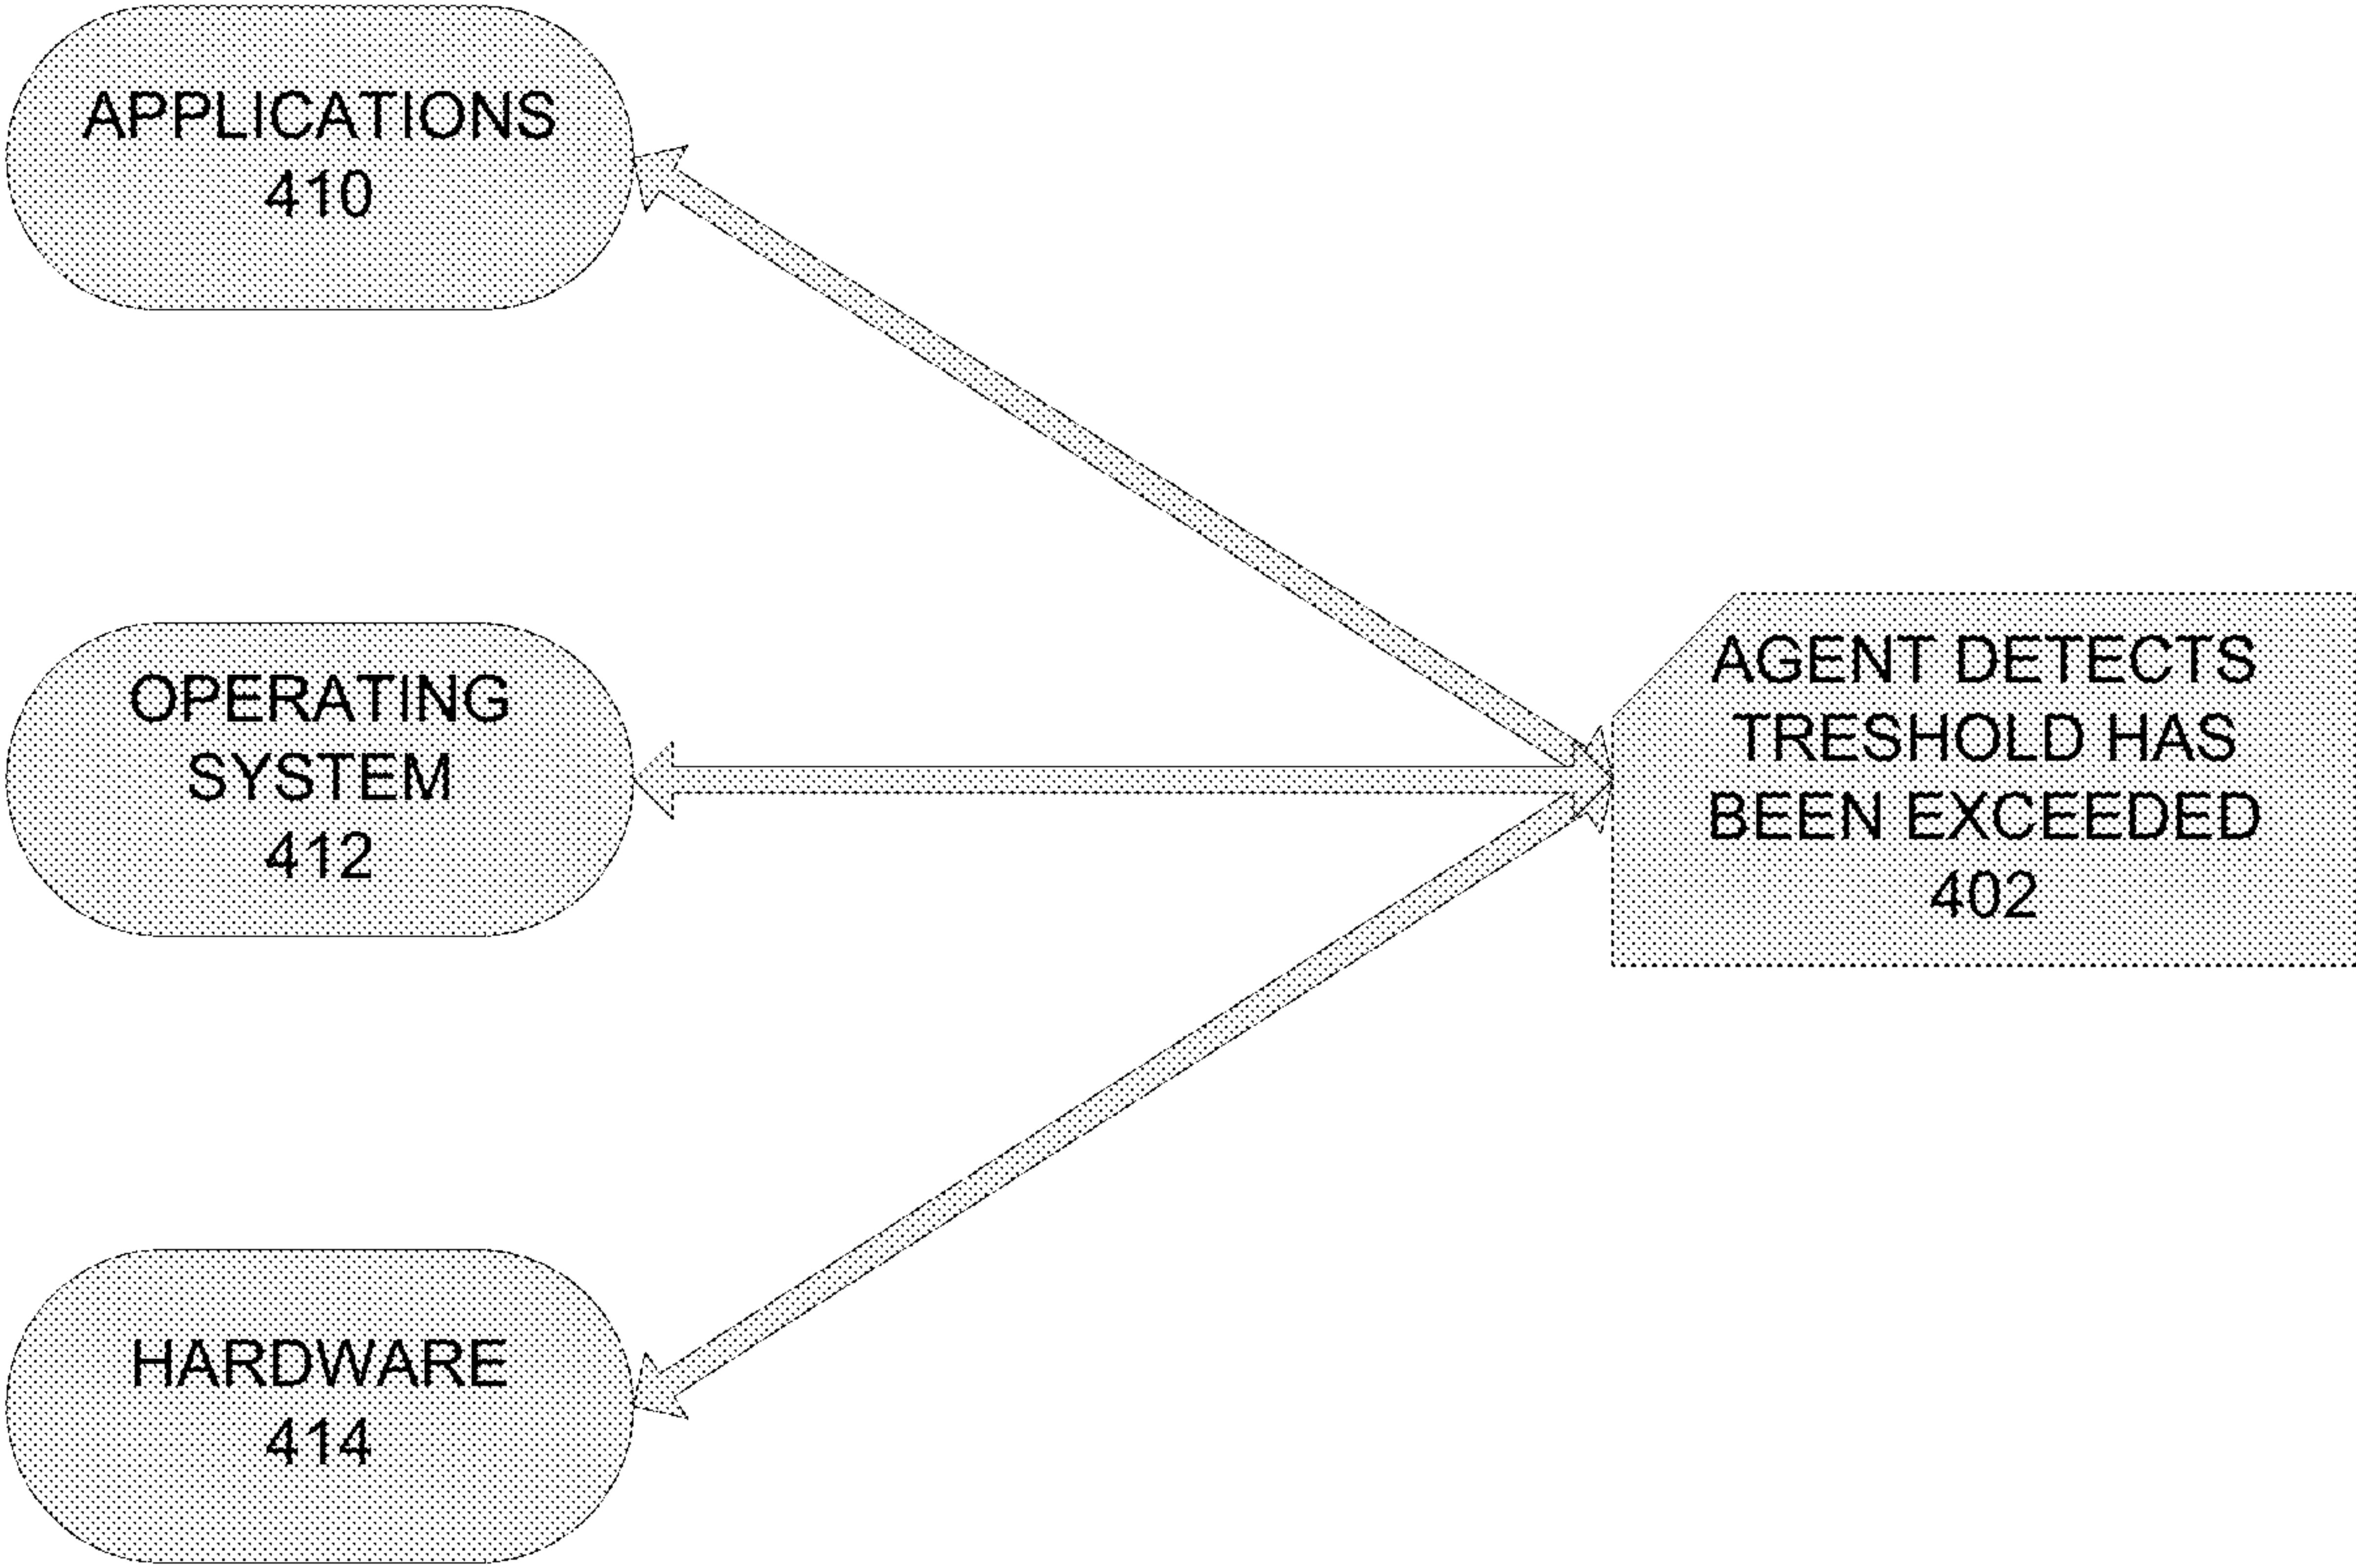 APPLICATIONS
410
OPERATING
SYSTEM
412
HARDWARE
414
AGENT DETECTS
TRESHOLD HAS
BEEN EXCEEDED
402